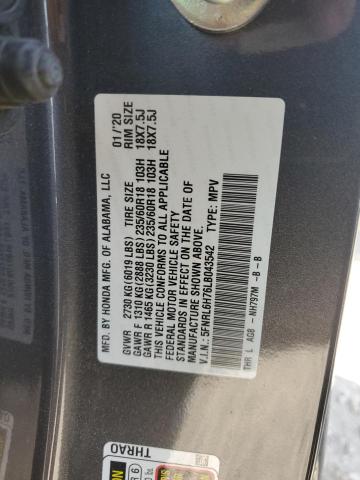 MFD. BY HONDA MFG. OF ALABAMA, LLC 01/'20
GVWR 2730 KG(6019 LBS) TIRE SIZE RIM SIZE
GAWR F 1310 KG(2888 LBS) 235/60R18 103H 18X7.5J
GAWR R 1465 KG(3230 LBS) 235/60R18 103H 18X7.5J
THIS VEHICLE CONFORMS TO ALL APPLICABLE
FEDERAL MOTOR VEHICLE SAFETY
STANDARDS IN EFFECT ON THE DATE OF
MANUFACTURE SHOWN ABOVE.
V.I.N.: 5FNRL6H76LB043542 TYPE: MPV
THR L AGB -NH797M -B -B
THRAO